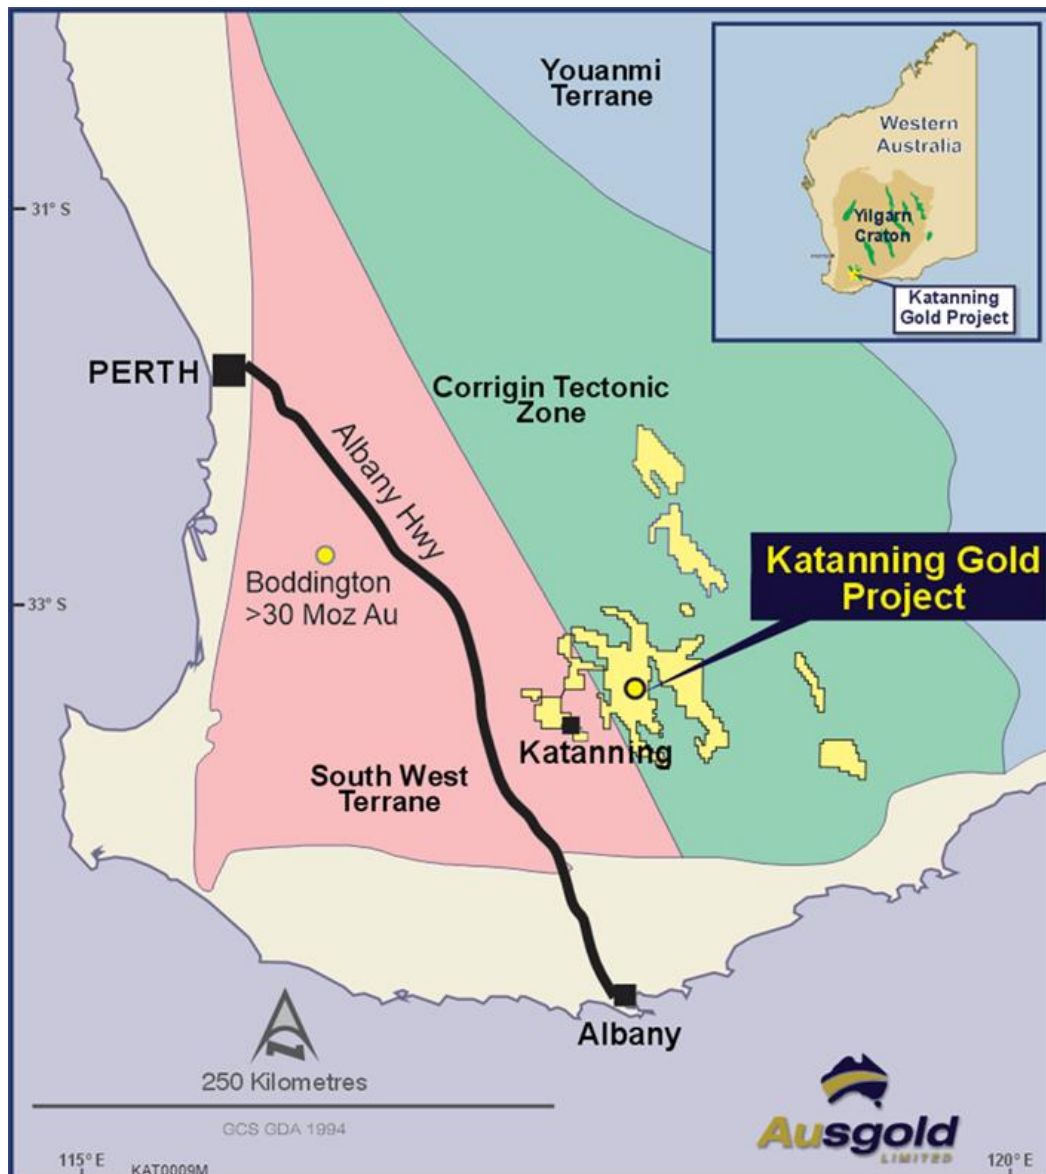 Youanmi
Terrane
Western
Australia
Yilgarn
Craton
Katanning
Gold Project
31° S
PERTH
Corrigin Tectonic
Zone
Albany Hwy
Boddington
>30 Moz Au
Katanning Gold
Project
33° S
Katanning
South West
Terrane
Albany
N
250 Kilometres
GCS GDA 1994
Ausgold
LIMITED
115° E
KAT0009M
120° E